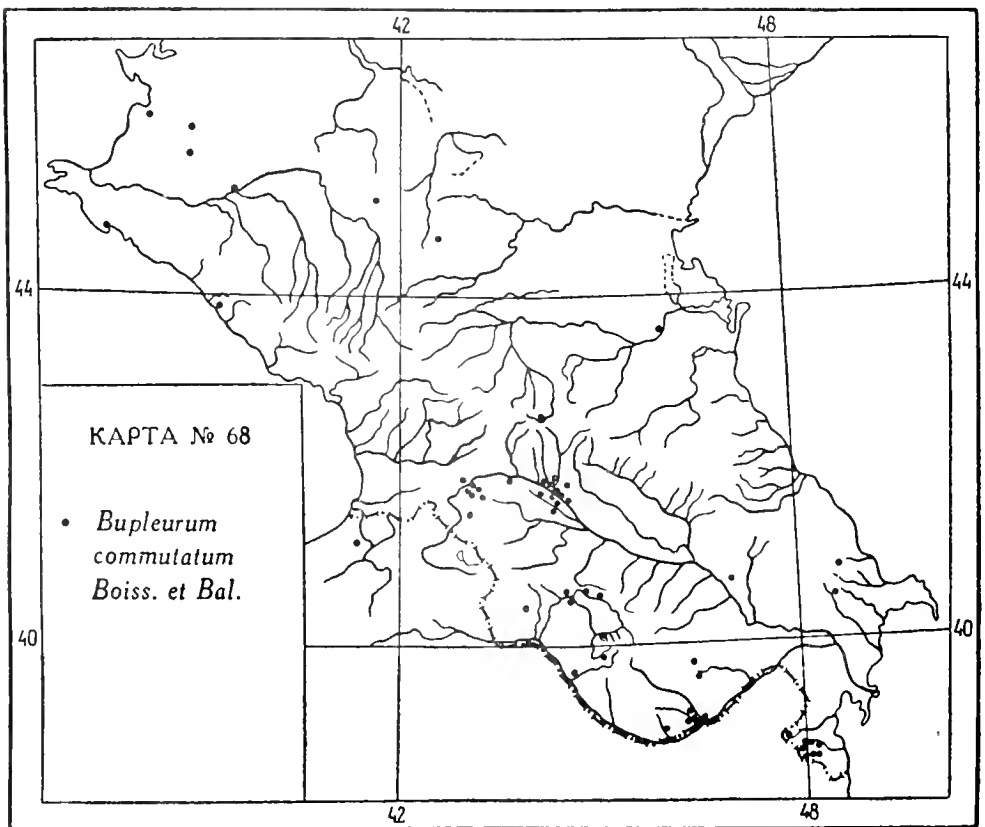 42 48
44 44
КАРТА № 68
• Bupleurum
commutatum
Boiss. et Bal.
40 40
42 48